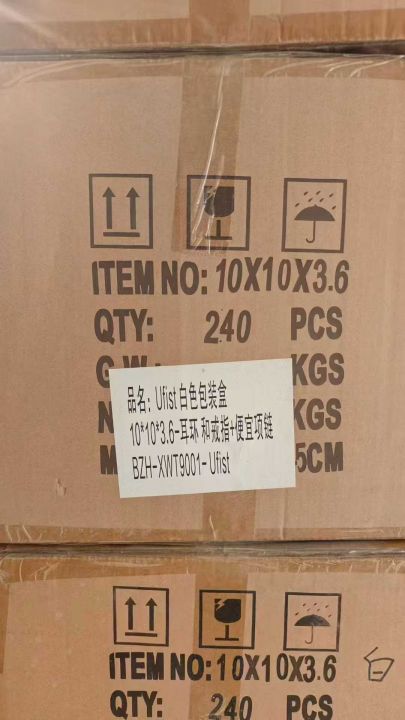 ITEM NO: 10X10X3.6
QTY: 240 PCS
G.W: KGS
N KGS
M 5CM
品名：Ufist 白色包装盒
10*10*3.6-耳环 和戒指+便宜项链
BZH-XWT9001-Ufist
ITEM NO: 10X10X3.6
QTY: 240 PCS